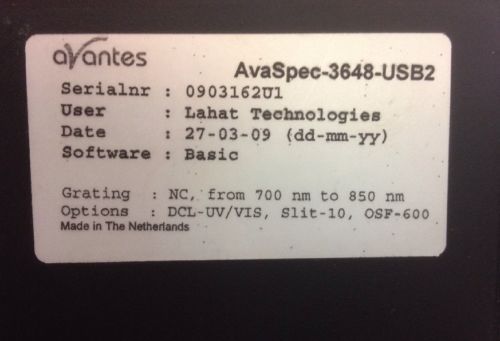 avantes
AvaSpec-3648-USB2
Serialnr : 0903162U1
User : Lahat Technologies
Date : 27-03-09 (dd-mm-yy)
Software : Basic
Grating : NC, from 700 nm to 850 nm
Options : DCL-UV/VIS, Slit-10, OSF-600
Made in The Netherlands